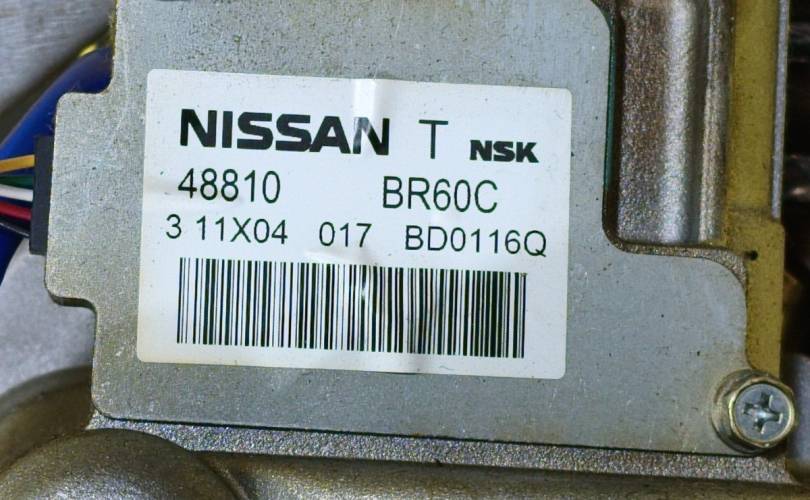 NISSAN T NSK
48810 BR60C
3 11X04 017 BD0116Q